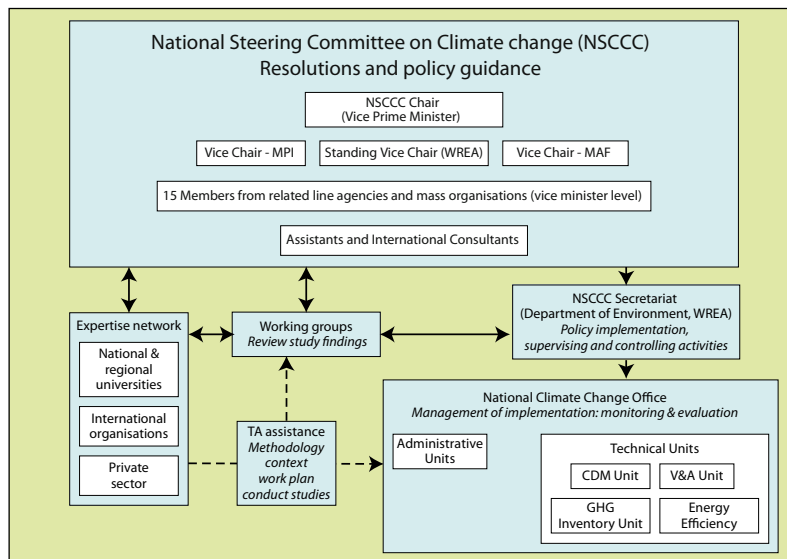 National Steering Committee on Climate change (NSCCC)
Resolutions and policy guidance
NSCCC Chair
(Vice Prime Minister)
Vice Chair - MPI
Standing Vice Chair (WREA)
Vice Chair - MAF
15 Members from related line agencies and mass organisations (vice minister level)
Assistants and International Consultants
Expertise network
National &
regional
universities
International
organisations
Private
sector
Working groups
Review study findings
NSCCC Secretariat
(Department of Environment, WREA)
Policy implementation,
supervising and controlling activities
TA assistance
Methodology
context
work plan
conduct studies
National Climate Change Office
Management of implementation: monitoring & evaluation
Administrative
Units
Technical Units
CDM Unit
V&A Unit
GHG
Inventory Unit
Energy
Efficiency